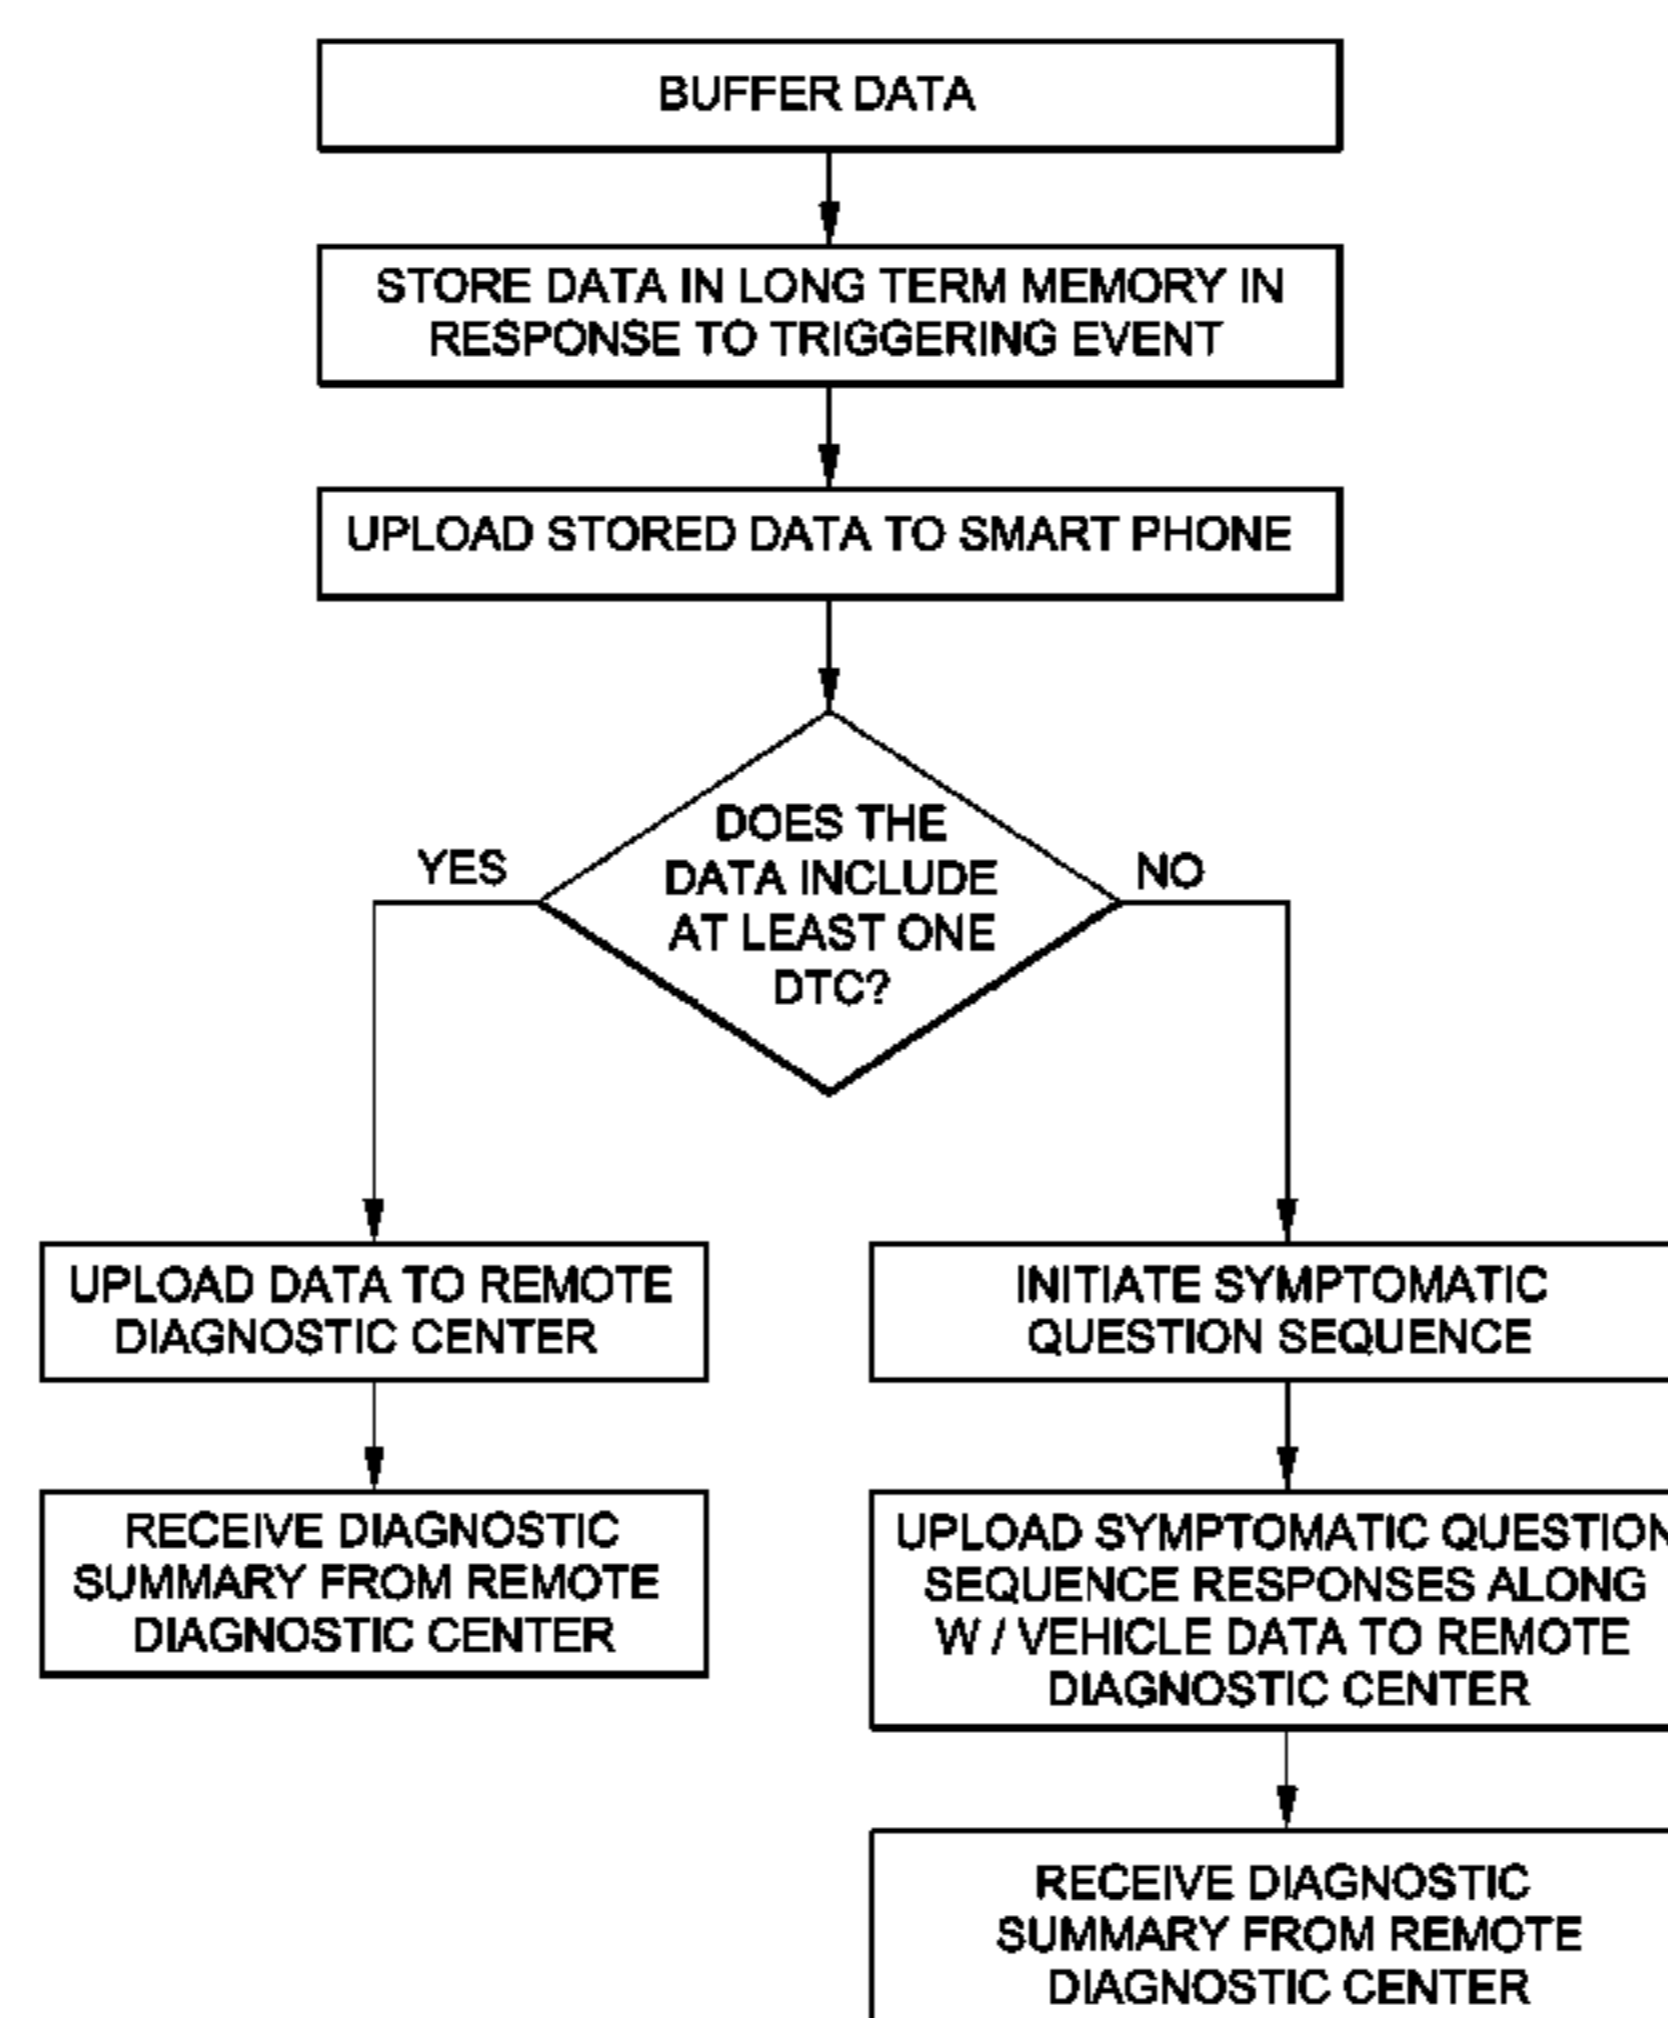 BUFFER DATA
STORE DATA IN LONG TERM MEMORY IN
RESPONSE TO TRIGGERING EVENT
UPLOAD STORED DATA TO SMART PHONE
DOES THE
DATA INCLUDE
AT LEAST ONE
DTC?
YES
NO
UPLOAD DATA TO REMOTE
DIAGNOSTIC CENTER
RECEIVE DIAGNOSTIC
SUMMARY FROM REMOTE
DIAGNOSTIC CENTER
INITIATE SYMPTOMATIC
QUESTION SEQUENCE
UPLOAD SYMPTOMATIC QUESTION
SEQUENCE RESPONSES ALONG
W / VEHICLE DATA TO REMOTE
DIAGNOSTIC CENTER
RECEIVE DIAGNOSTIC
SUMMARY FROM REMOTE
DIAGNOSTIC CENTER